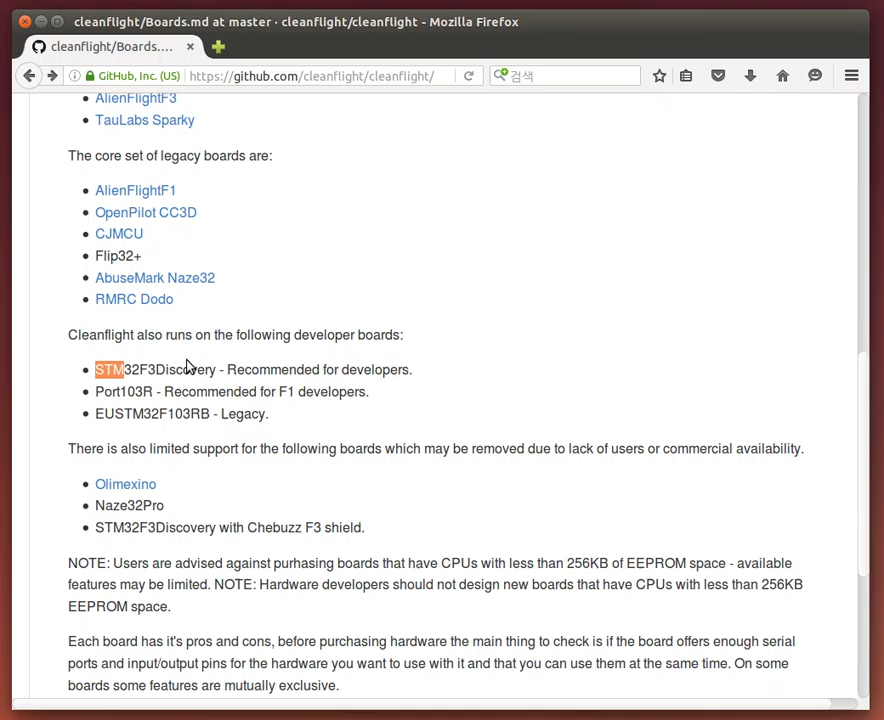 cleanflight/Boards.md at master · cleanflight/cleanflight - Mozilla Firefox
cleanflight/Boards....
GitHub, Inc. (US)
https://github.com/cleanflight/cleanflight/
검색
AlienFlightF3
TauLabs Sparky
The core set of legacy boards are:
AlienFlightF1
OpenPilot CC3D
CJMCU
Flip32+
AbuseMark Naze32
RMRC Dodo
Cleanflight also runs on the following developer boards:
STM32F3Discovery - Recommended for developers.
Port103R - Recommended for F1 developers.
EUSTM32F103RB - Legacy.
There is also limited support for the following boards which may be removed due to lack of users or commercial availability.
Olimexino
Naze32Pro
STM32F3Discovery with Chebuzz F3 shield.
NOTE: Users are advised against purhasing boards that have CPUs with less than 256KB of EEPROM space - available
features may be limited. NOTE: Hardware developers should not design new boards that have CPUs with less than 256KB
EEPROM space.
Each board has it's pros and cons, before purchasing hardware the main thing to check is if the board offers enough serial
ports and input/output pins for the hardware you want to use with it and that you can use them at the same time. On some
boards some features are mutually exclusive.